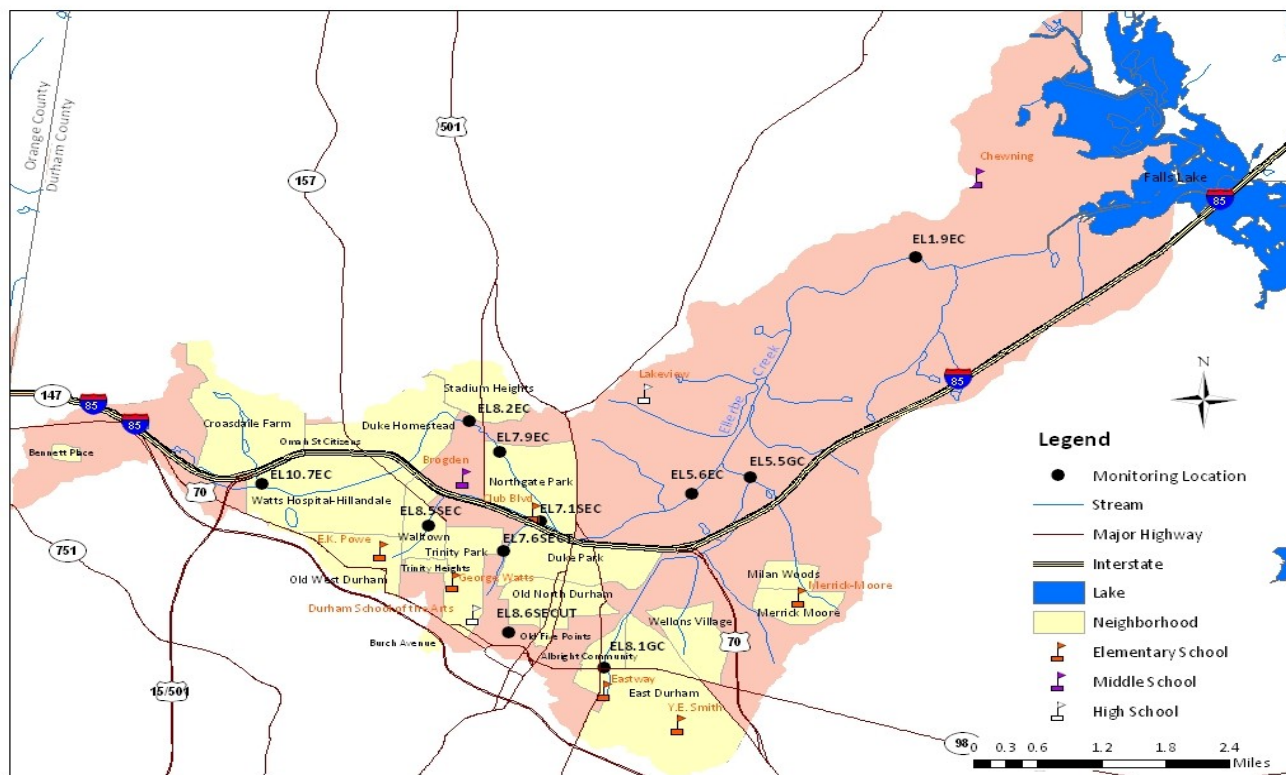 Orange County
Durham County
501
157
Chewning
Falls Lake
85
EL1.9EC
Ellerbe Creek
Lakeview
85
N
147
85
85
Stadium Heights
EL8.2EC
Croasdaile Farm
Duke Homestead
Omah St Citizens
EL7.9EC
Bennett Place
Brogden
EL10.7EC
Northgate Park
EL5.6EC
EL5.5GC
70
Watts Hospital-Hillandale
Club Blvd
EL7.1SEC
EL8.5SEC
Walltown
EL7.6SECT
Trinity Park
Duke Park
751
E.K. Powe
Trinity Heights
George Watts
Old West Durham
Old North Durham
Milan Woods
Merrick-Moore
Merrick Moore
Durham School of the Arts
Wellons Village
EL8.6SECUT
Old Five Points
Burch Avenue
Albright Community
EL8.1GC
70
15/501
Eastway
East Durham
Y.E. Smith
98
Legend
Monitoring Location
Stream
Major Highway
Interstate
Lake
Neighborhood
Elementary School
Middle School
High School
0 0.3 0.6 1.2 1.8 2.4
Miles